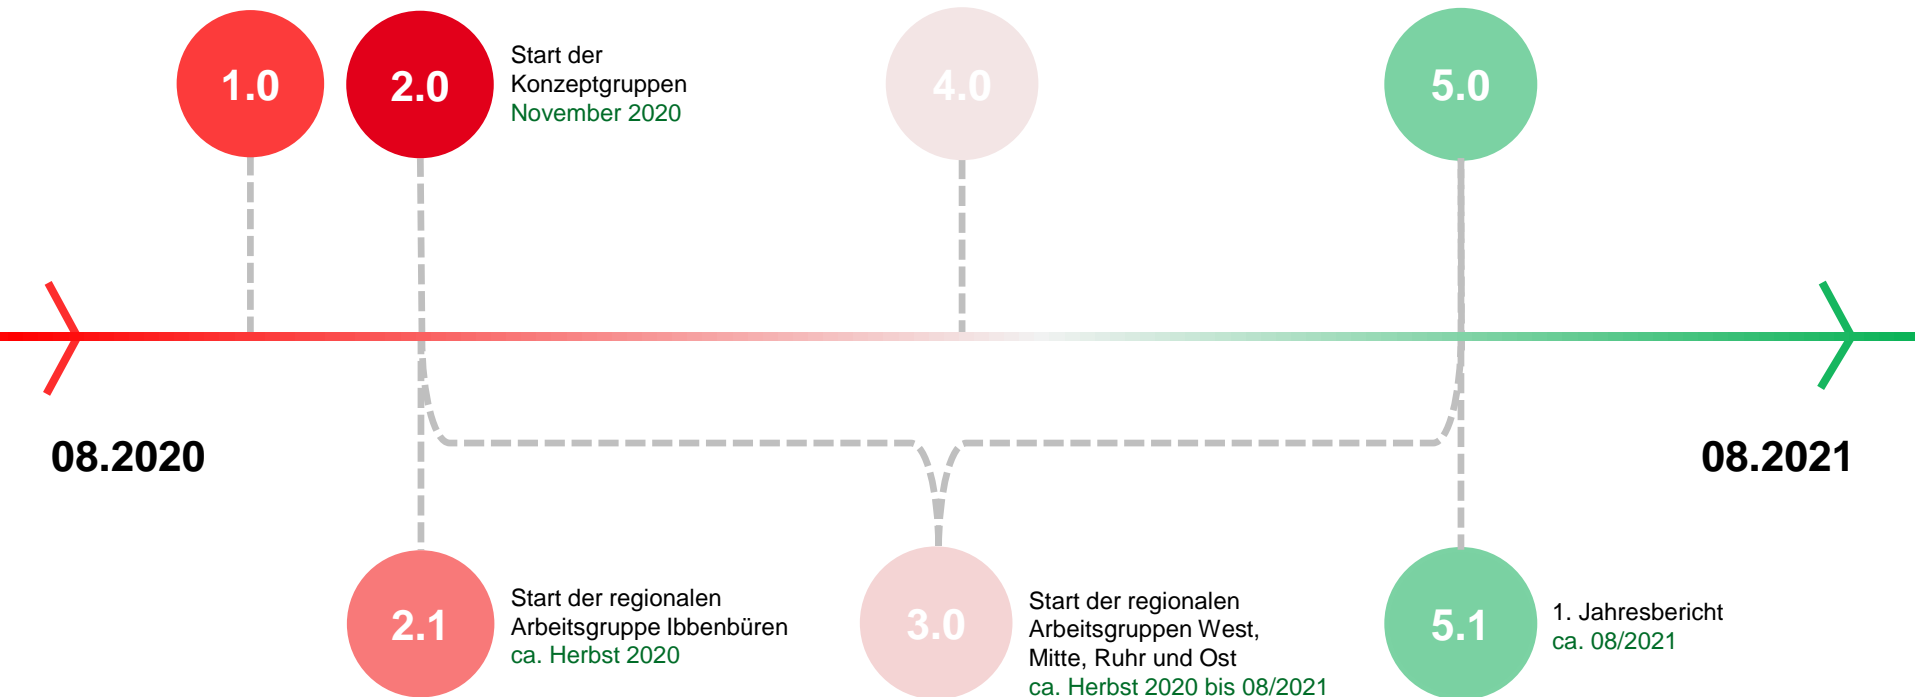 1.0
2.0
Start der
Konzeptgruppen
November 2020
4.0
5.0
08.2020
08.2021
2.1
Start der regionalen
Arbeitsgruppe Ibbenbüren
ca. Herbst 2020
3.0
Start der regionalen
Arbeitsgruppen West,
Mitte, Ruhr und Ost
ca. Herbst 2020 bis 08/2021
5.1
1. Jahresbericht
ca. 08/2021